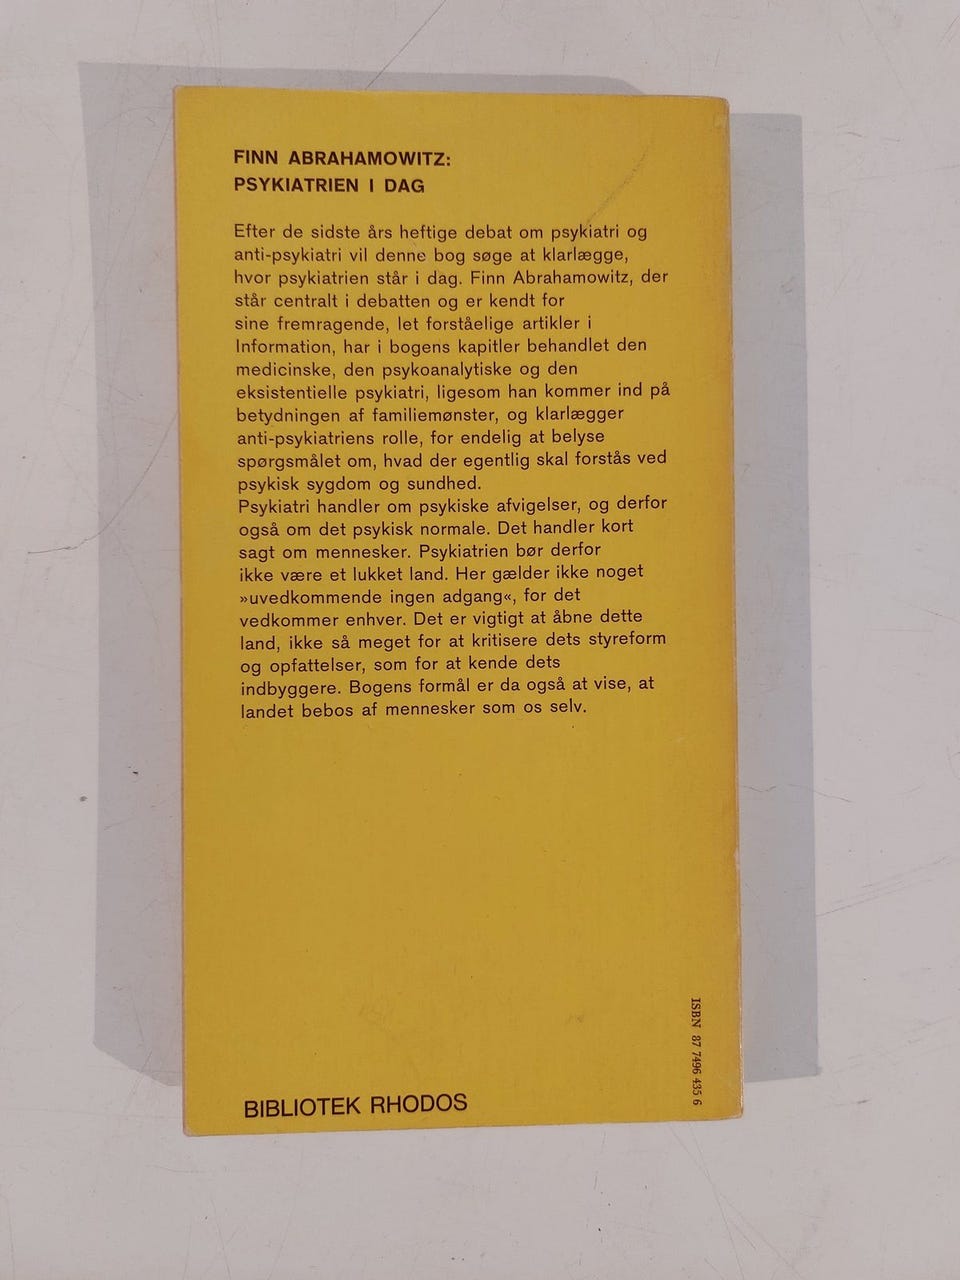 FINN ABRAHAMOWITZ:
PSYKIATRIEN I DAG
Efter de sidste års heftige debat om psykiatri og
anti-psykiatri vil denne bog søge at klarlægge,
hvor psykiatrien står i dag. Finn Abrahamowitz, der
står centralt i debatten og er kendt for
sine fremragende, let forståelige artikler i
Information, har i bogens kapitler behandlet den
medicinske, den psykoanalytiske og den
eksistentielle psykiatri, ligesom han kommer ind på
betydningen af familiemønster, og klarlægger
anti-psykiatriens rolle, for endelig at belyse
spørgsmålet om, hvad der egentlig skal forstås ved
psykisk sygdom og sundhed.
Psykiatri handler om psykiske afvigelser, og derfor
også om det psykisk normale. Det handler kort
sagt om mennesker. Psykiatrien bør derfor
ikke være et lukket land. Her gælder ikke noget
»uvedkommende ingen adgang«, for det
vedkommer enhver. Det er vigtigt at åbne dette
land, ikke så meget for at kritisere dets styreform
og opfattelser, som for at kende dets
indbyggere. Bogens formål er da også at vise, at
landet bebos af mennesker som os selv.
ISBN 87 7496 435 6
BIBLIOTEK RHODOS